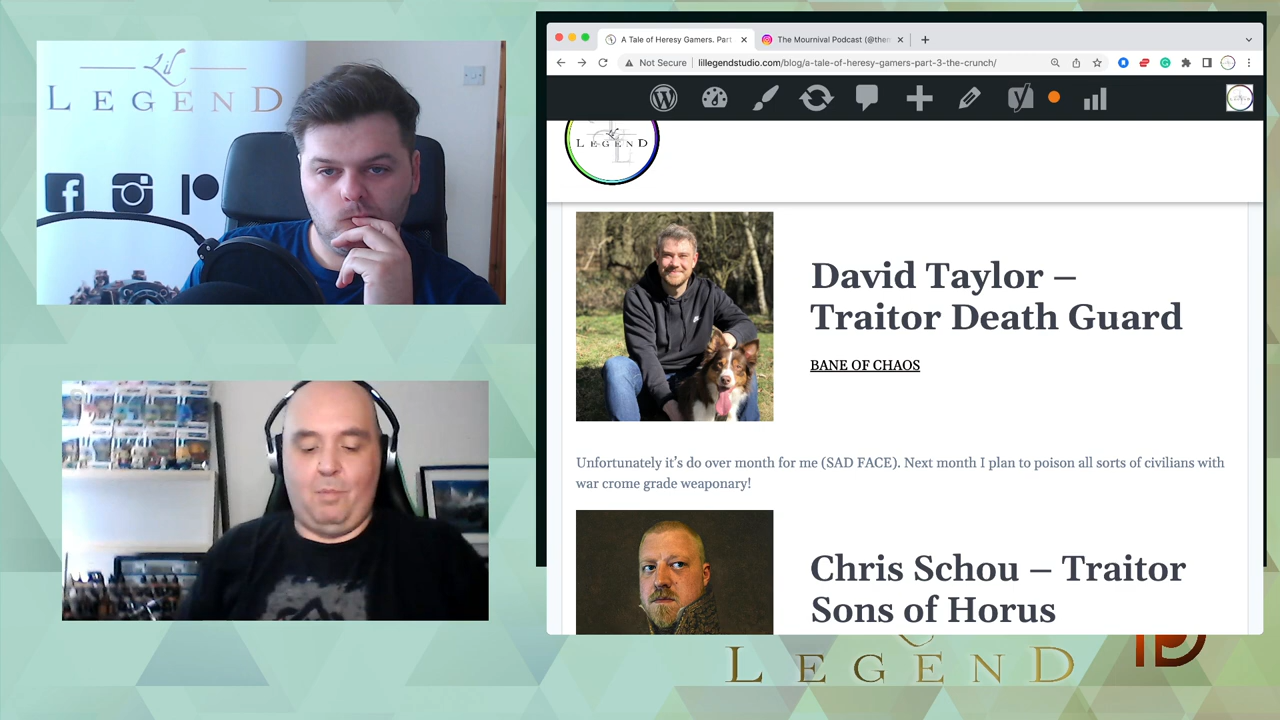 Lil
LEGEND
A Tale of Heresy Gamers. Part
The Mournival Podcast (@then
Not Secure
lillegendstudio.com/blog/a-tale-of-heresy-gamers-part-3-the-crunch/
LEGEND
David Taylor –
Traitor Death Guard
BANE OF CHAOS
Unfortunately it's do over month for me (SAD FACE). Next month I plan to poison all sorts of civilians with
war crome grade weaponary!
Chris Schou – Traitor
Sons of Horus
LEGEND